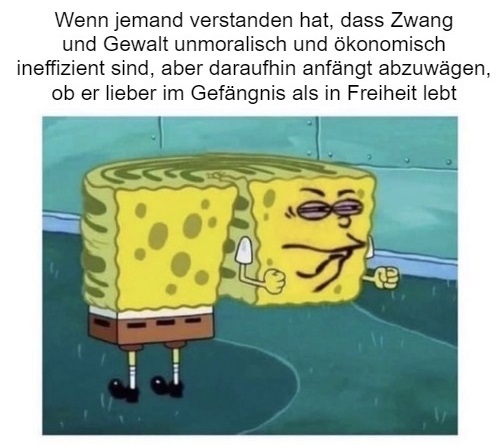 Wenn jemand verstanden hat, dass Zwang
und Gewalt unmoralisch und ökonomisch
ineffizient sind, aber daraufhin anfängt abzuwägen,
ob er lieber im Gefängnis als in Freiheit lebt